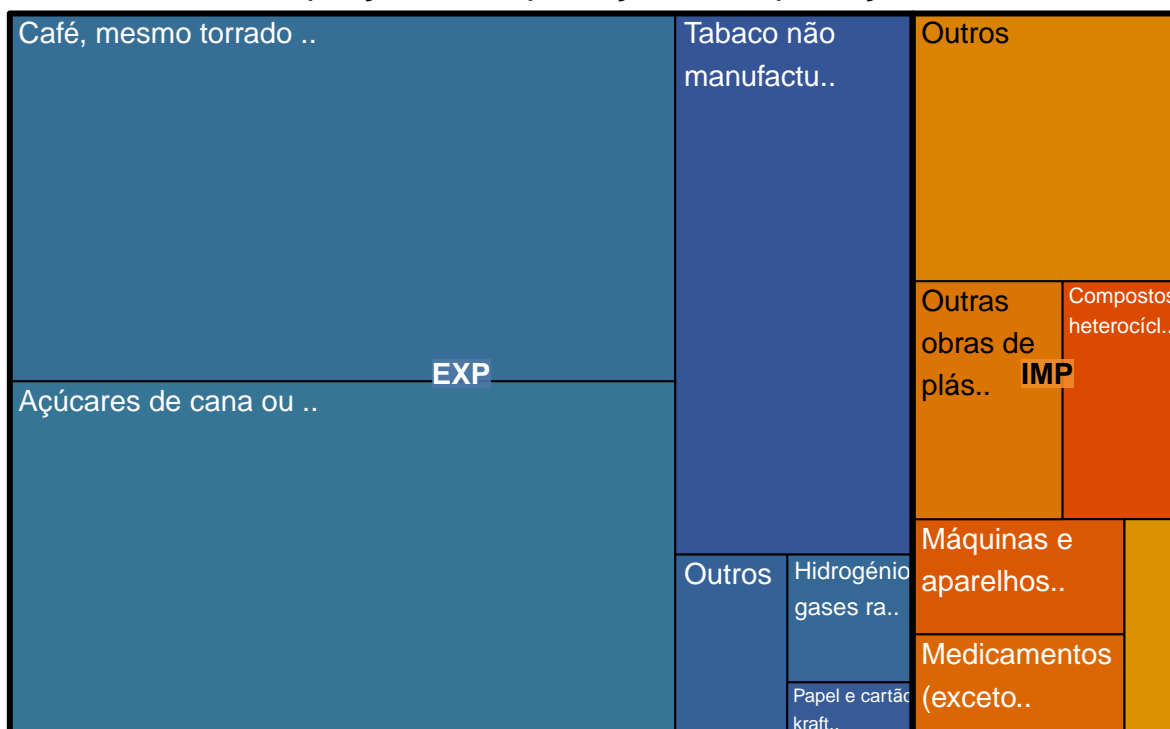 Café, mesmo torrado ..
Tabaco não
manufactu..
Outros
Outras
obras de
plás..
Compostos
heterocícl..
EXP
IMP
Açúcares de cana ou ..
Máquinas e
aparelhos..
Outros
Hidrogénio
gases ra..
Medicamentos
(exceto..
Papel e cartão
kraft..